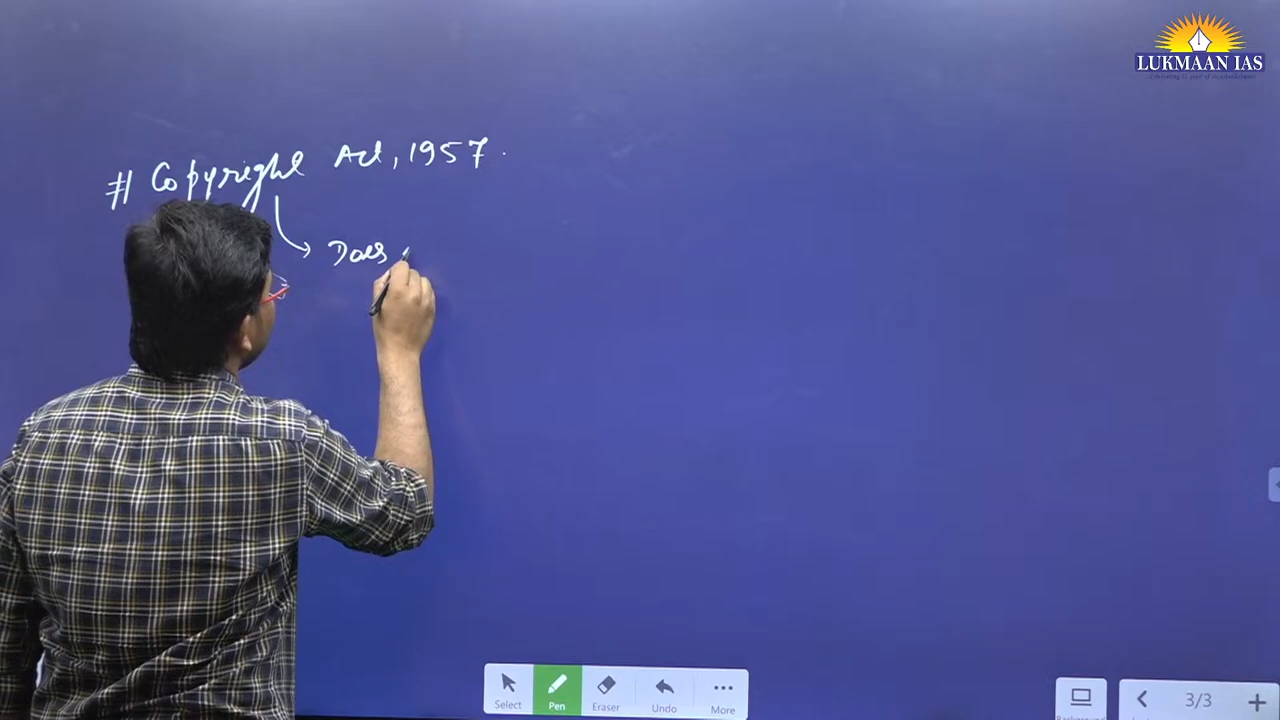 LUKMAAN IAS
# Copyright Act, 1957.
Does
Select
Pen
Eraser
Undo
More
3/3